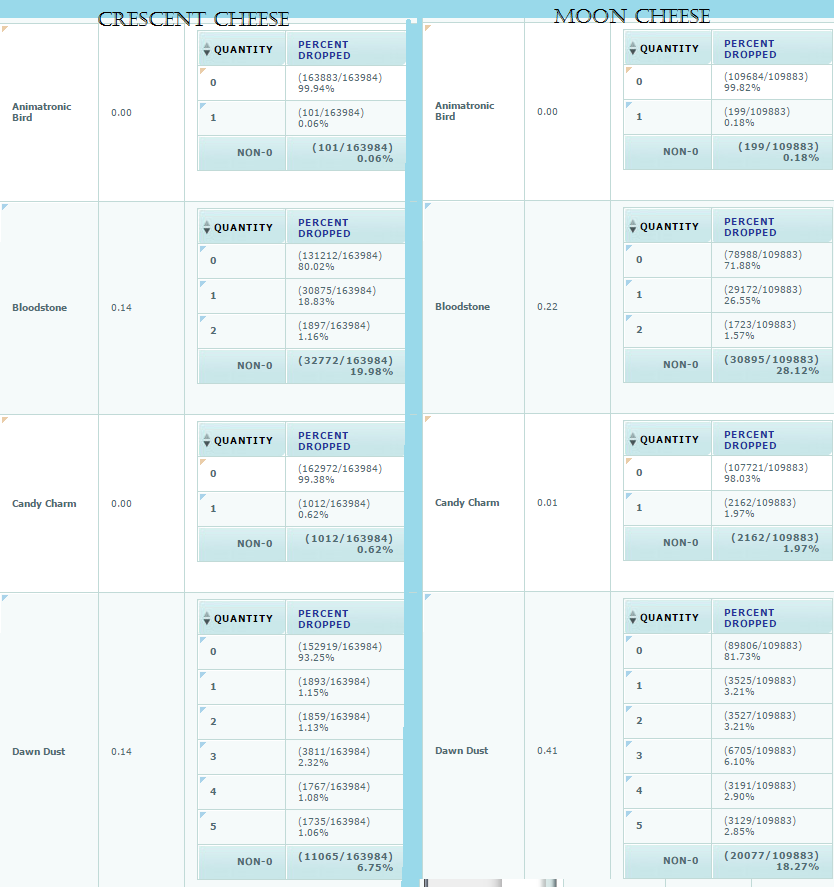 CRESCENT CHEESE
QUANTITY PERCENT
DROPPED
0 (163883/163984)
99.94%
Animatronic
Bird 0.00
1 (101/163984)
0.06%
NON-0 (101/163984)
0.06%
QUANTITY PERCENT
DROPPED
0 (131212/163984)
80.02%
Bloodstone 0.14
1 (30875/163984)
18.83%
2 (1897/163984)
1.16%
NON-0 (32772/163984)
19.98%
QUANTITY PERCENT
DROPPED
0 (162972/163984)
99.38%
Candy Charm 0.00
1 (1012/163984)
0.62%
NON-0 (1012/163984)
0.62%
QUANTITY PERCENT
DROPPED
0 (152919/163984)
93.25%
1 (1893/163984)
1.15%
2 (1859/163984)
1.13%
Dawn Dust 0.14
3 (3811/163984)
2.32%
4 (1767/163984)
1.08%
5 (1735/163984)
1.06%
NON-0 (11065/163984)
6.75%
MOON CHEESE
QUANTITY PERCENT
DROPPED
0 (109684/109883)
99.82%
Animatronic
Bird 0.00
1 (199/109883)
0.18%
NON-0 (199/109883)
0.18%
QUANTITY PERCENT
DROPPED
0 (78988/109883)
71.88%
Bloodstone 0.22
1 (29172/109883)
26.55%
2 (1723/109883)
1.57%
NON-0 (30895/109883)
28.12%
QUANTITY PERCENT
DROPPED
0 (107721/109883)
98.03%
Candy Charm 0.01
1 (2162/109883)
1.97%
NON-0 (2162/109883)
1.97%
QUANTITY PERCENT
DROPPED
0 (89806/109883)
81.73%
1 (3525/109883)
3.21%
2 (3527/109883)
3.21%
Dawn Dust 0.41
3 (6705/109883)
6.10%
4 (3191/109883)
2.90%
5 (3129/109883)
2.85%
NON-0 (20077/109883)
18.27%